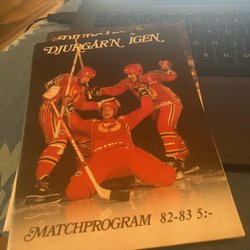 DJURGÅR'N IGEN
MATCHPROGRAM 82-83 5:-